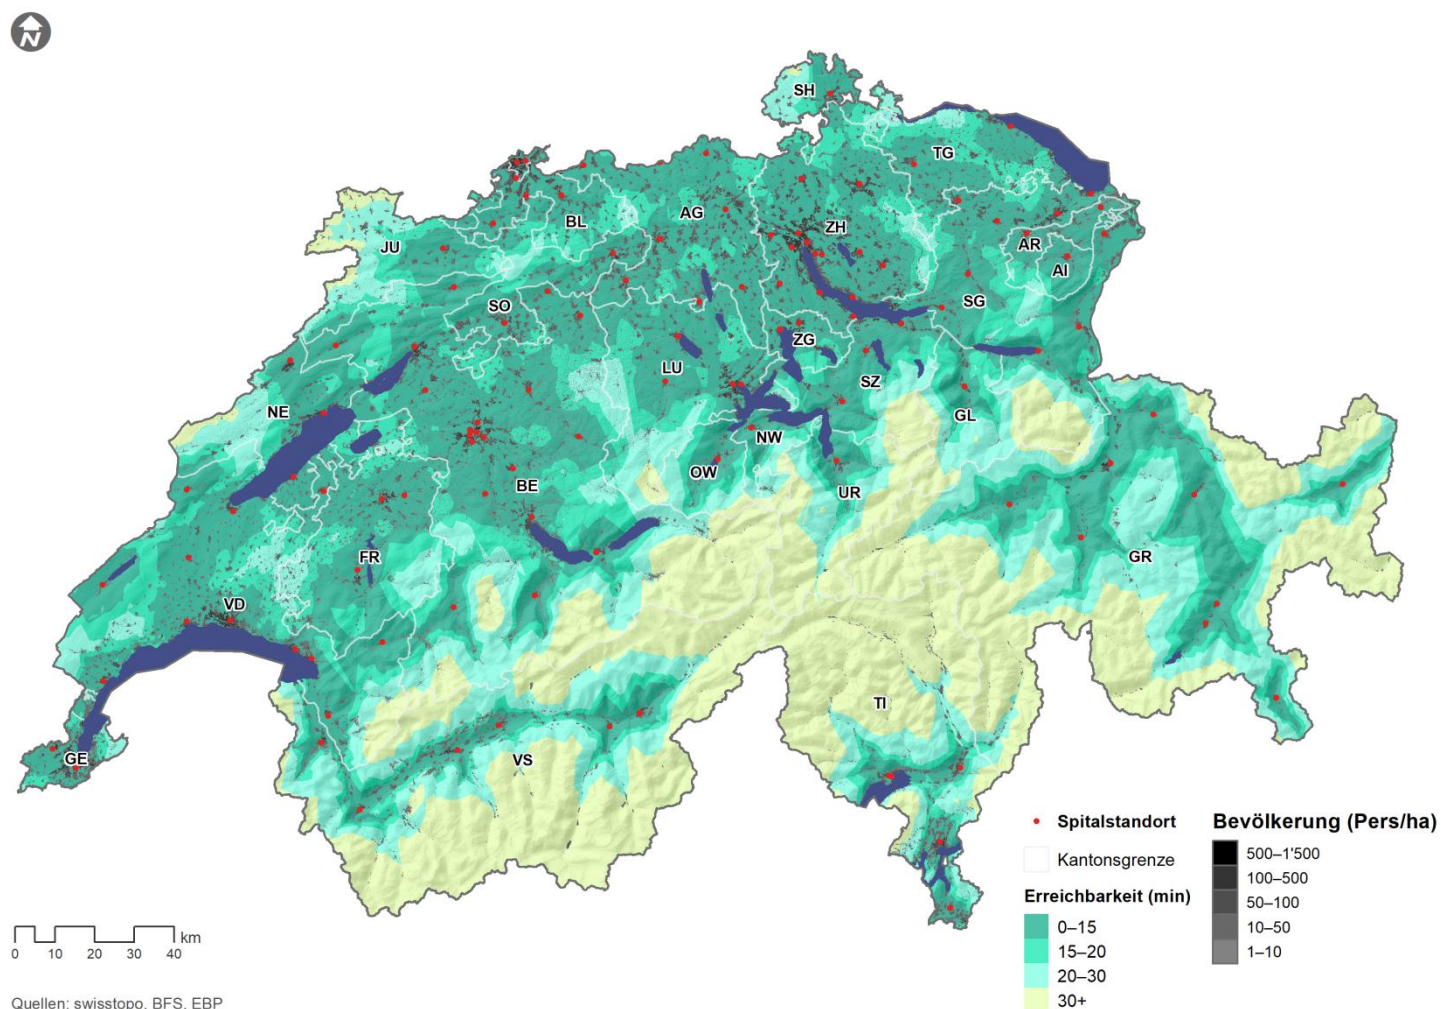 N
SH
TG
BL
AG
ZH
JU
AR
AI
SO
SG
ZG
LU
SZ
NE
GL
NW
OW
BE
UR
FR
GR
VD
TI
GE
VS
Spitalstandort
Kantonsgrenze
Erreichbarkeit (min)
0–15
15–20
20–30
30+
Bevölkerung (Pers/ha)
500–1'500
100–500
50–100
10–50
1–10
km
0 10 20 30 40
Quellen: swisstopo, BFS, EBP